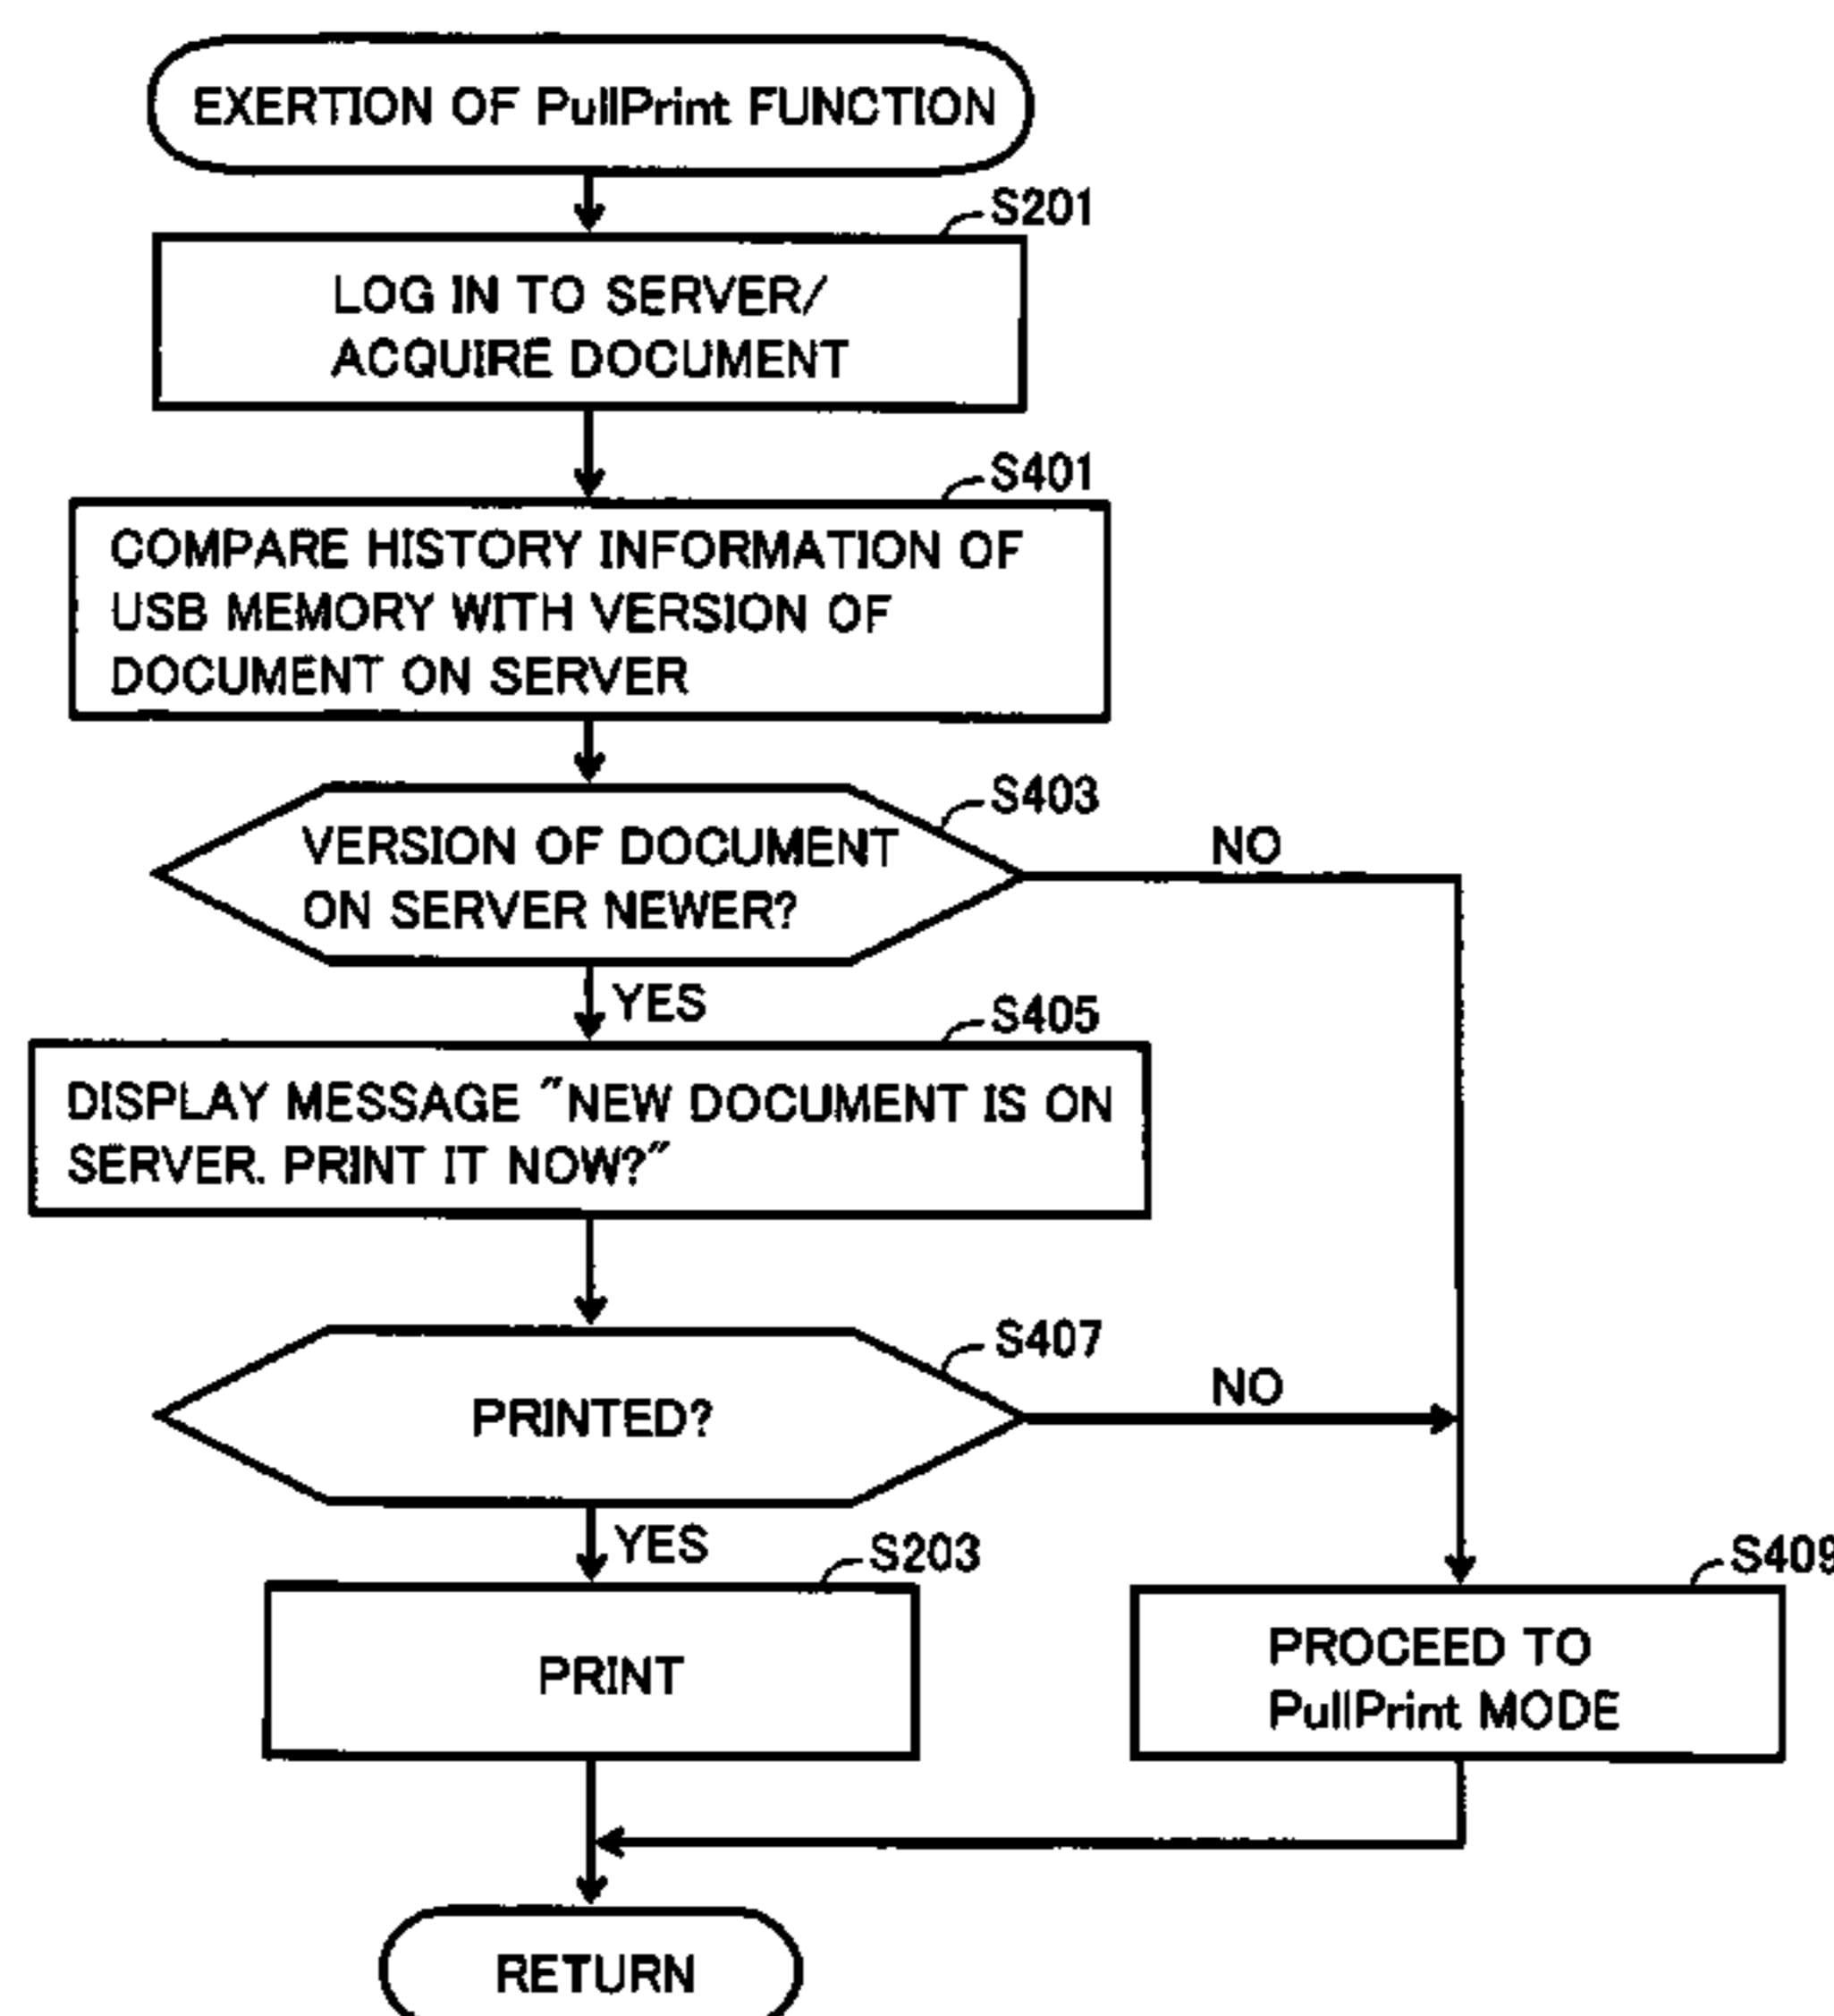 EXERTION OF PullPrint FUNCTION
S201
LOG IN TO SERVER/
ACQUIRE DOCUMENT
S401
COMPARE HISTORY INFORMATION OF
USB MEMORY WITH VERSION OF
DOCUMENT ON SERVER
S403
VERSION OF DOCUMENT
ON SERVER NEWER?
NO
YES
S405
DISPLAY MESSAGE "NEW DOCUMENT IS ON
SERVER. PRINT IT NOW?"
S407
PRINTED?
NO
YES
S203
PRINT
S409
PROCEED TO
PullPrint MODE
RETURN